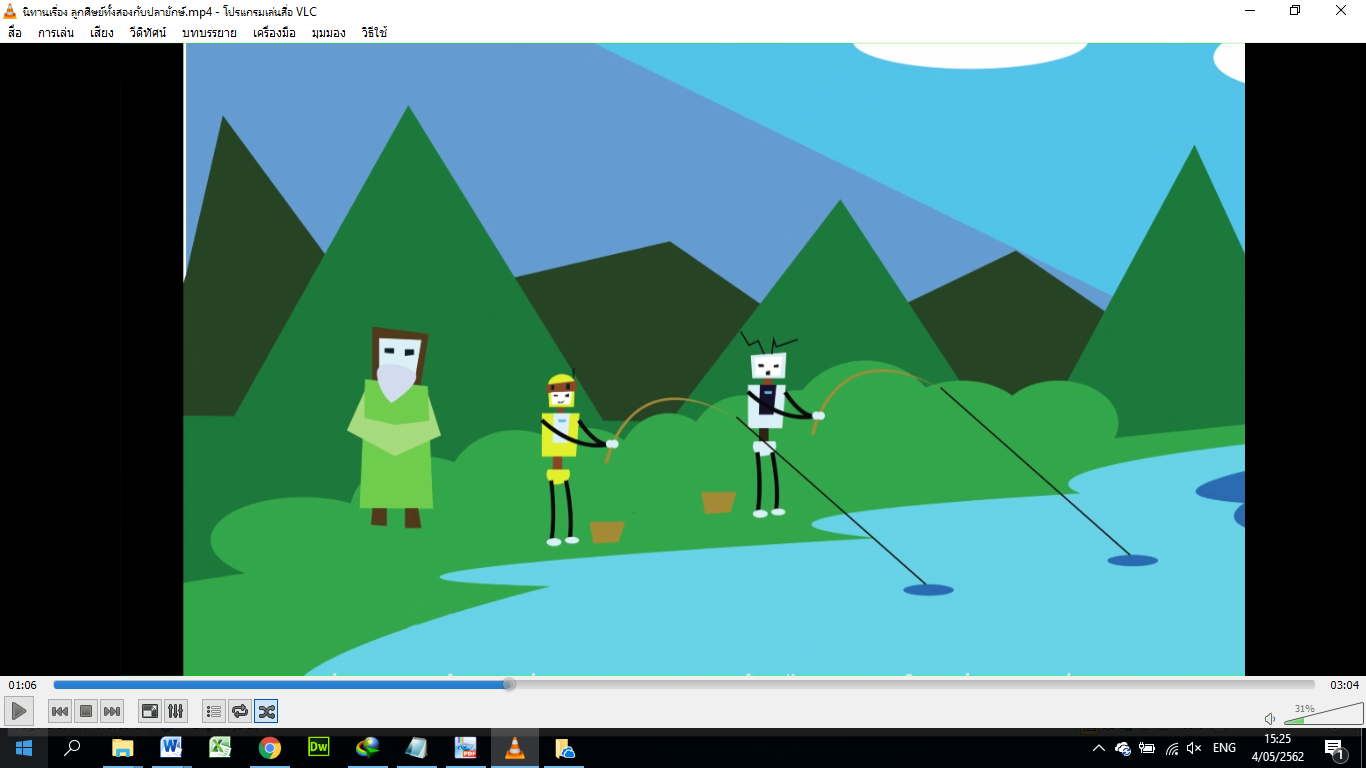 นิทานเรื่อง ลูกศิษย์ทั้งสองกับปลายักษ์.mp4 - โปรแกรมเล่นสื่อ VLC
สื่อ การเล่น เสียง วีดิทัศน์ บทบรรยาย เครื่องมือ มุมมอง วิธีใช้
01:06 03:04
31%
W X Dw PDF ENG 15:25
4/05/2562 1